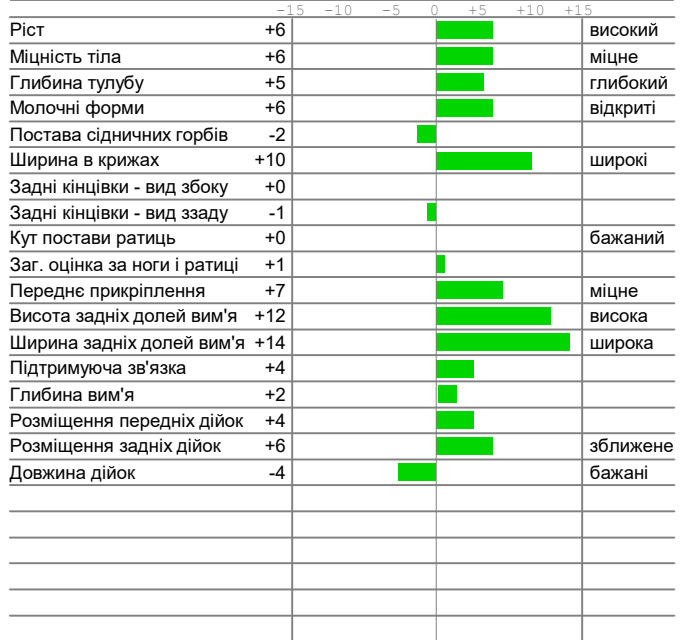 -15 -10 -5 0 +5 +10 +15
Ріст +6 високий
Міцність тіла +6 міцне
Глибина тулубу +5 глибокий
Молочні форми +6 відкриті
Постава сідничних горбів -2
Ширина в крижах +10 широкі
Задні кінцівки - вид збоку +0
Задні кінцівки - вид ззаду -1
Кут постави ратиць +0 бажаний
Заг. оцінка за ноги і ратиці +1
Переднє прикріплення +7 міцне
Висота задніх долей вим'я +12 висока
Ширина задніх долей вим'я +14 широка
Підтримуюча зв'язка +4
Глибина вим'я +2
Розміщення передніх дійок +4
Розміщення задніх дійок +6 зближене
Довжина дійок -4 бажані